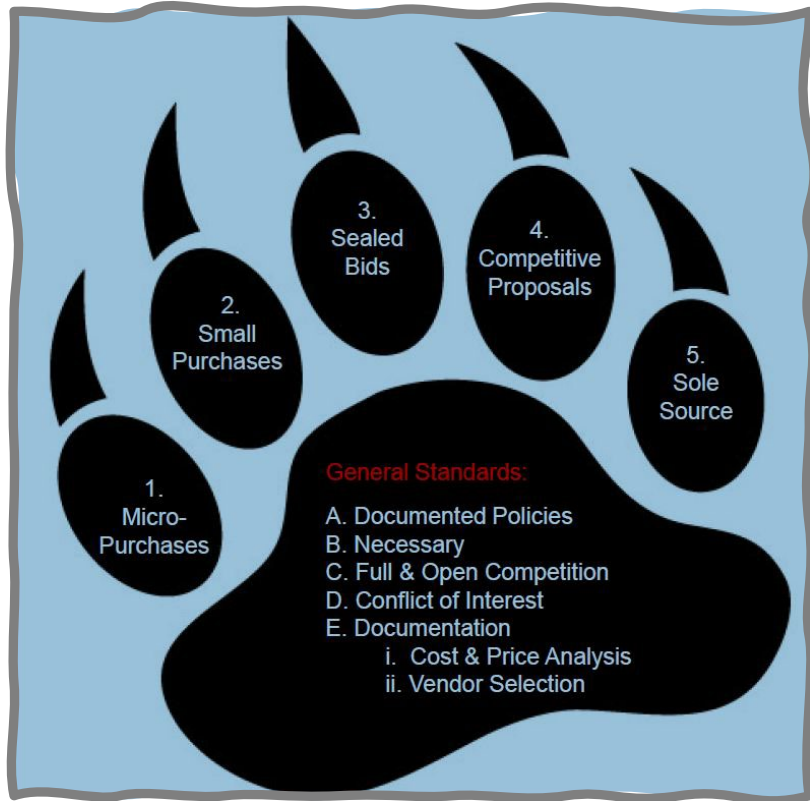 1.
Micro-
Purchases
2.
Small
Purchases
3.
Sealed
Bids
4.
Competitive
Proposals
5.
Sole
Source
General Standards:
A. Documented Policies
B. Necessary
C. Full & Open Competition
D. Conflict of Interest
E. Documentation
i. Cost & Price Analysis
ii. Vendor Selection